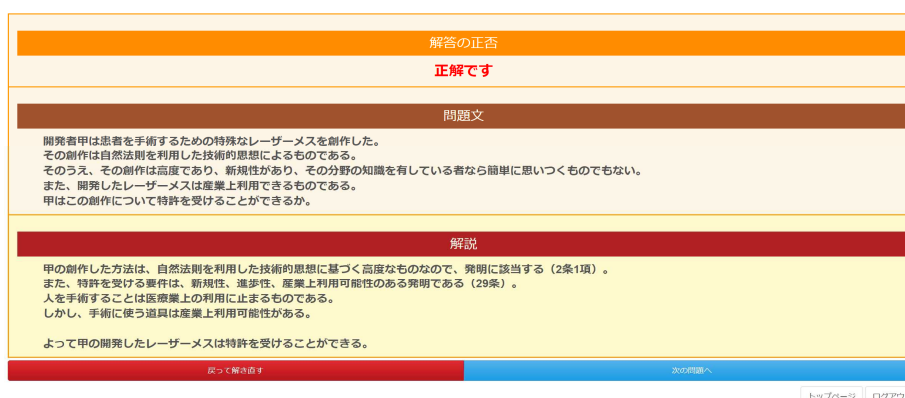 解答の正否
正解です
問題文
開発者甲は患者を手術するための特殊なレーザーメスを創作した。
その創作は自然法則を利用した技術的思想によるものである。
そのうえ、その創作は高度であり、新規性があり、その分野の知識を有している者なら簡単に思いつくものでもない。
また、開発したレーザーメスは産業上利用できるものである。
甲はこの創作について特許を受けることができるか。
解説
甲の創作した方法は、自然法則を利用した技術的思想に基づく高度なものなので、発明に該当する（2条1項）。
また、特許を受ける要件は、新規性、進歩性、産業上利用可能性のある発明である（29条）。
人を手術することは医療業上の利用に止まるものである。
しかし、手術に使う道具は産業上利用可能性がある。
よって甲の開発したレーザーメスは特許を受けることができる。
戻って解き直す
次の問題へ
トップページ
ログアウ